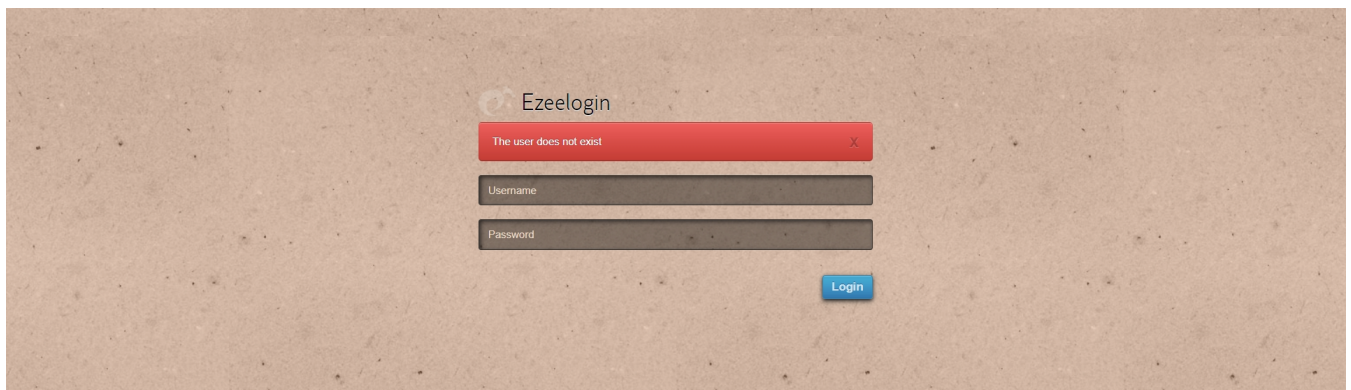 Ezeelogin
The user does not exist X
Username
Password
Login